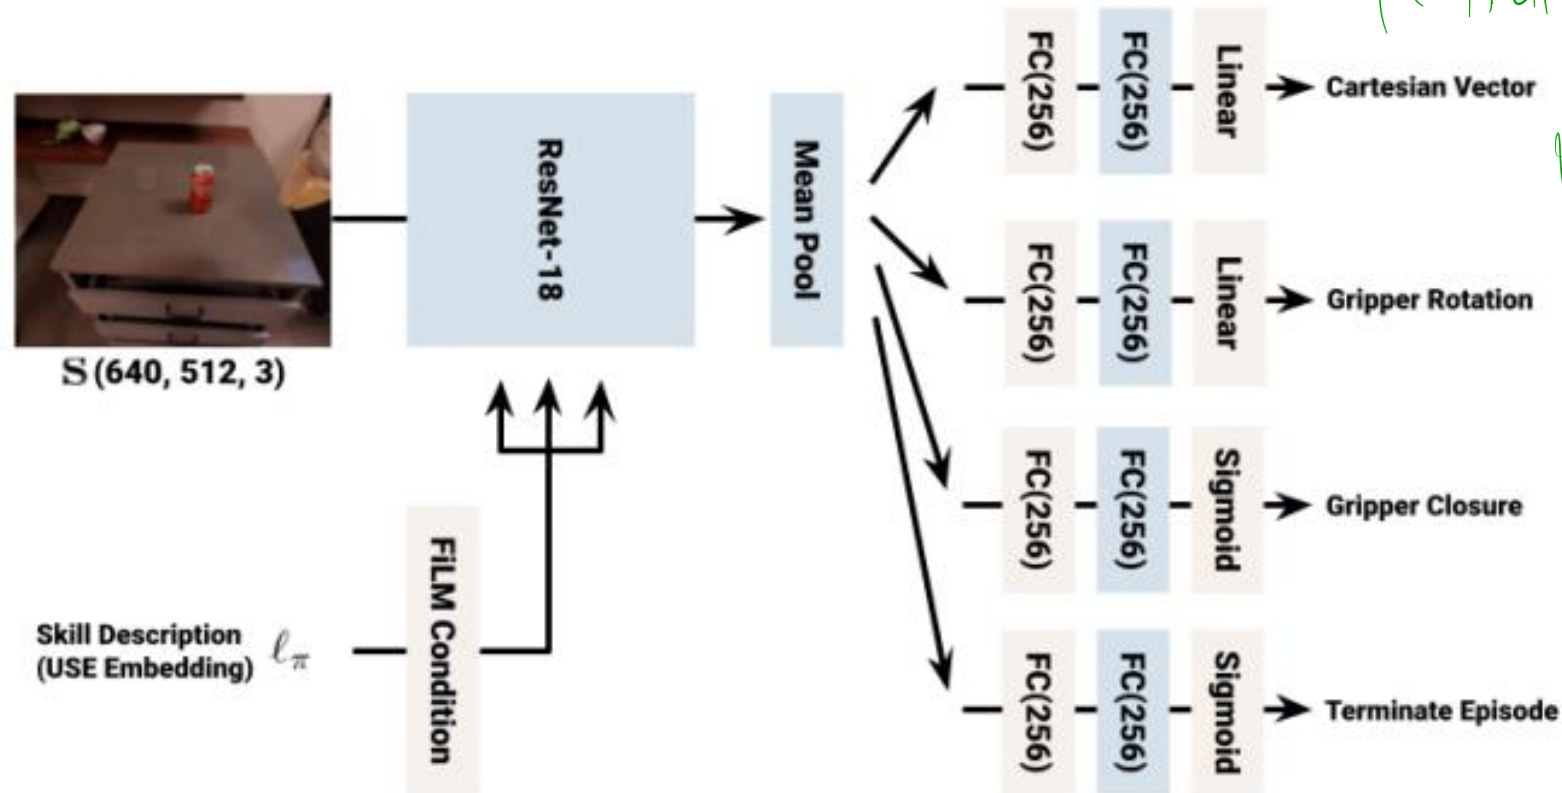 FC(256)
FC(256)
Linear
Cartesian Vector
ResNet-18
Mean Pool
FC(256)
FC(256)
Linear
Gripper Rotation
S (640, 512, 3)
FC(256)
FC(256)
Sigmoid
Gripper Closure
FiLM Condition
Skill Description
(USE Embedding) ℓπ
FC(256)
FC(256)
Sigmoid
Terminate Episode